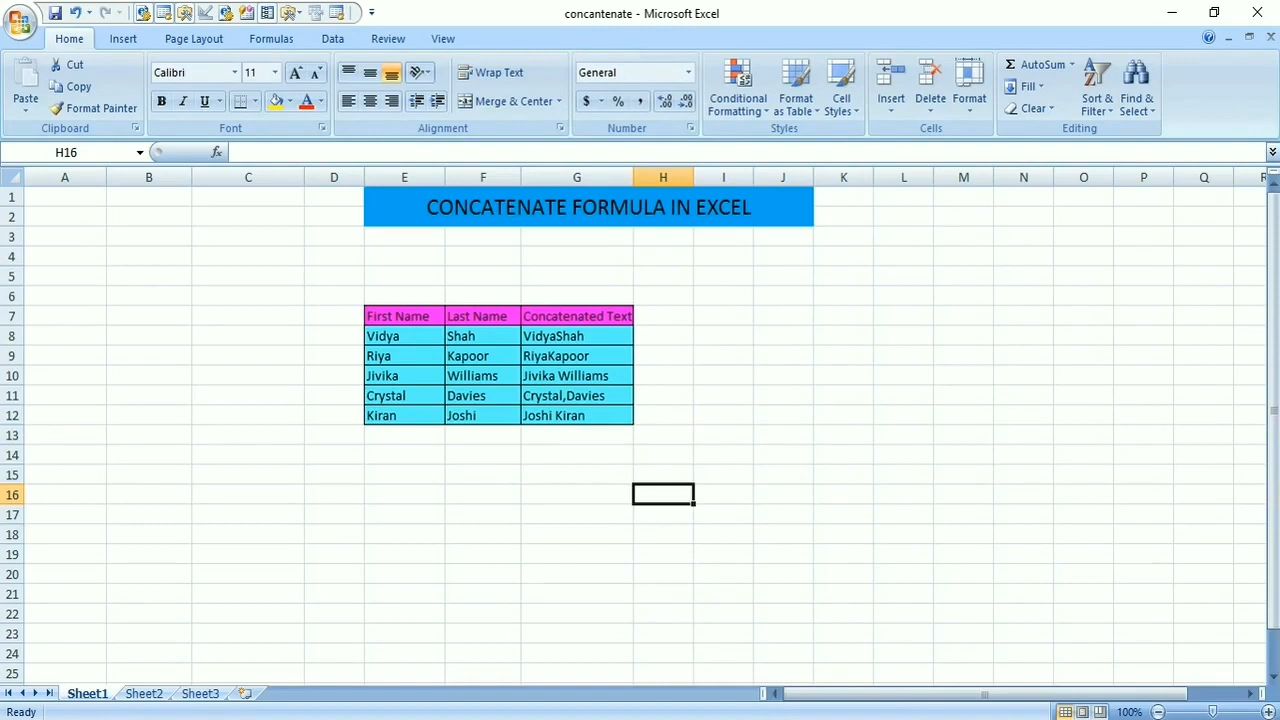 concantenate - Microsoft Excel
Home Insert Page Layout Formulas Data Review View
Cut
Copy
Format Painter
Paste
Clipboard
Calibri 11
B I U
Font
Wrap Text
Merge & Center
Alignment
General
$ % ,
Number
Conditional Formatting
Format as Table
Cell Styles
Styles
Insert Delete Format
Cells
Σ AutoSum
Fill
Clear
Sort & Filter
Find & Select
Editing
H16 fx
A B C D E F G H I J K L M N O P Q R
1 CONCATENATE FORMULA IN EXCEL
2
3
4
5
6
7 First Name Last Name Concatenated Text
8 Vidya Shah VidyaShah
9 Riya Kapoor RiyaKapoor
10 Jivika Williams Jivika Williams
11 Crystal Davies Crystal,Davies
12 Kiran Joshi Joshi Kiran
13
14
15
16
17
18
19
20
21
22
23
24
25
Sheet1 Sheet2 Sheet3
Ready 100%